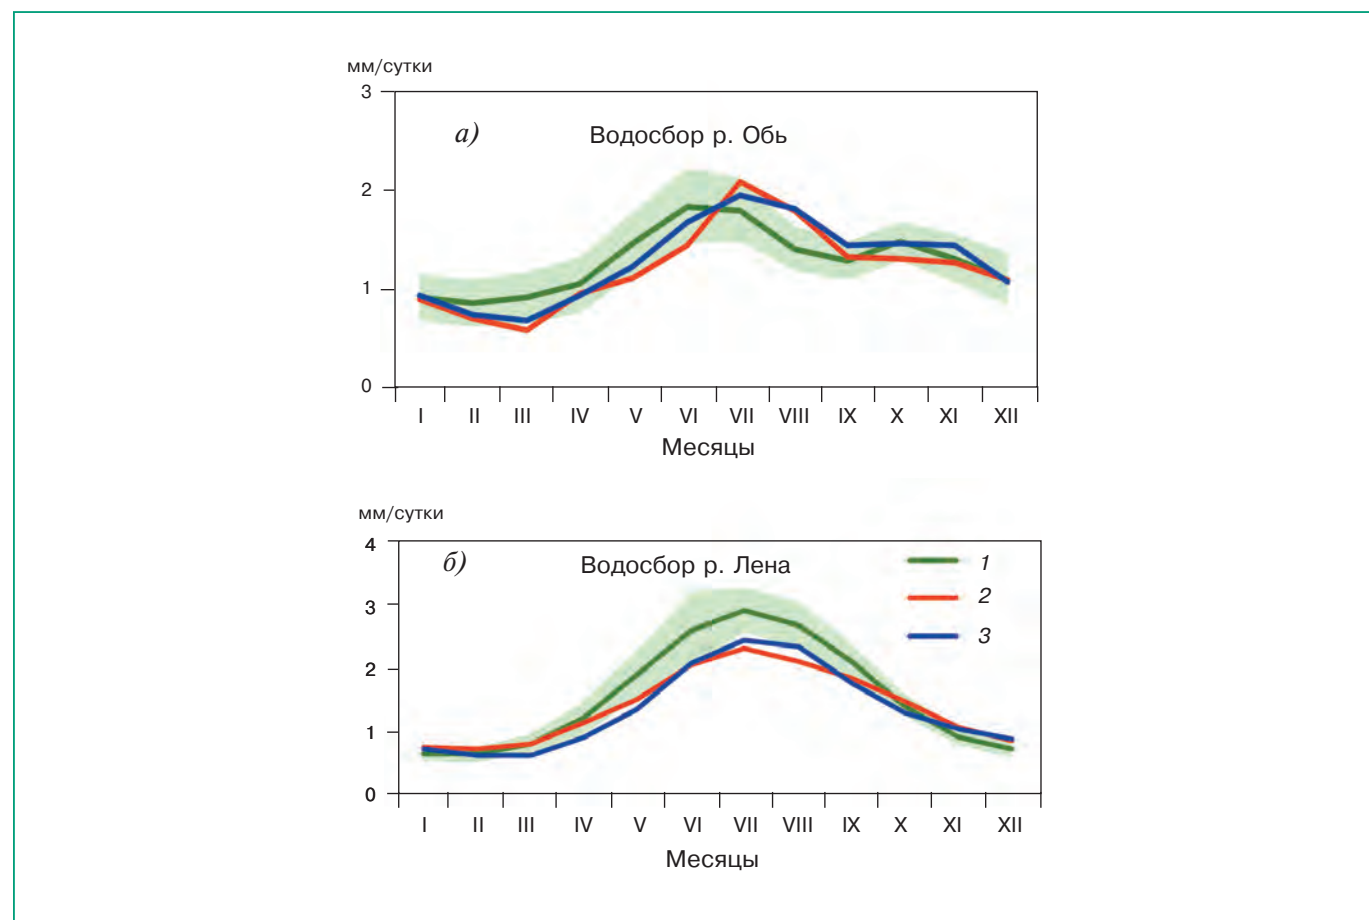 мм/сутки
3
а) Водосбор р. Обь
2
1
0
I II III IV V VI VII VIII IX X XI XII
Месяцы
мм/сутки
4
б) Водосбор р. Лена
1
3
2
3
2
1
0
I II III IV V VI VII VIII IX X XI XII
Месяцы